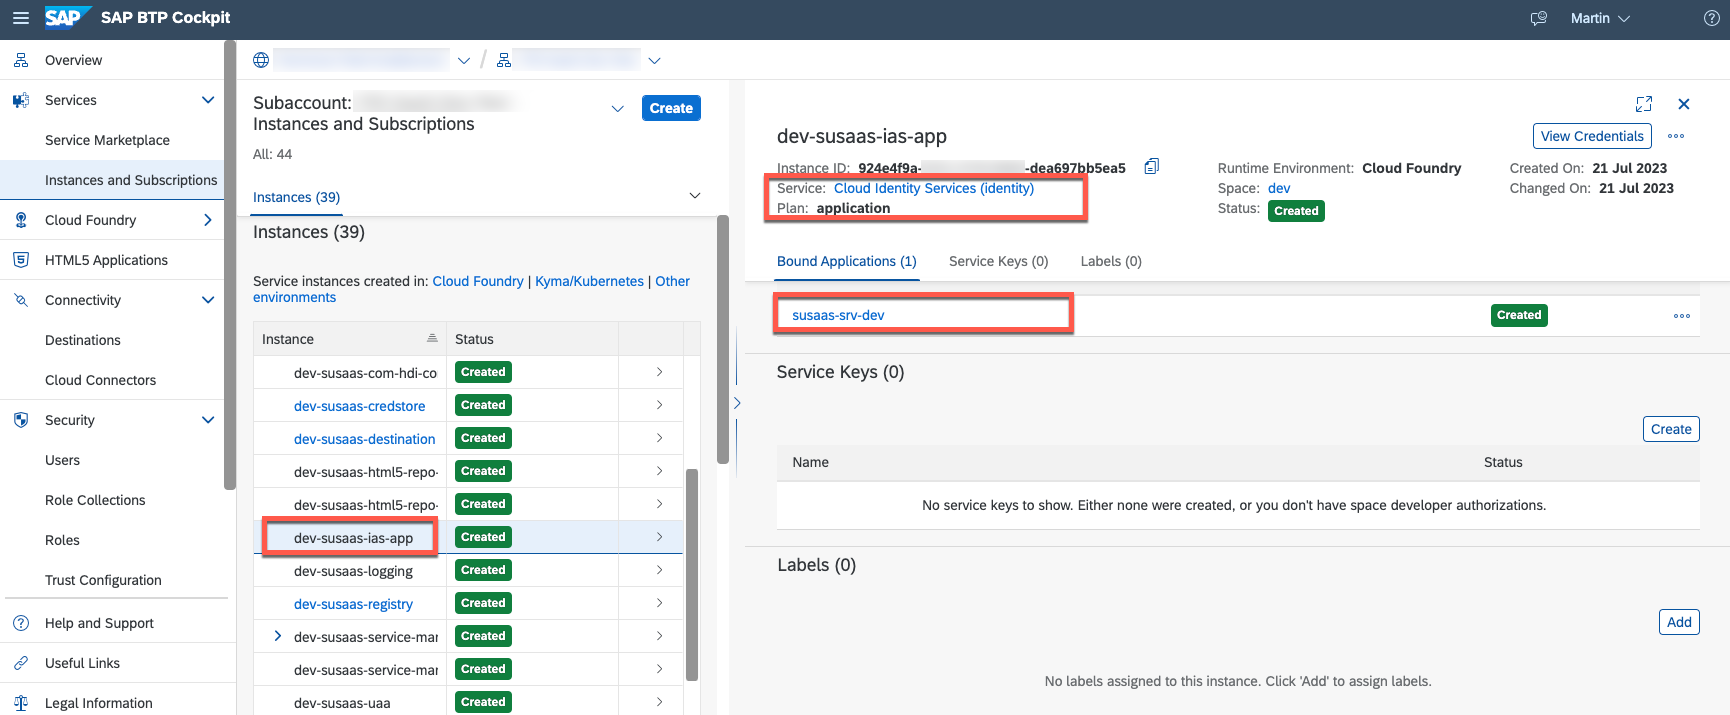 SAP SAP BTP Cockpit
Martin
Overview
Services
Service Marketplace
Instances and Subscriptions
Cloud Foundry
HTML5 Applications
Connectivity
Destinations
Cloud Connectors
Security
Users
Role Collections
Roles
Trust Configuration
Help and Support
Useful Links
Legal Information
/
Subaccount:
Instances and Subscriptions
Create
All: 44
Instances (39)
Instances (39)
Service instances created in: Cloud Foundry | Kyma/Kubernetes | Other
environments
Instance Status
dev-susaas-com-hdi-co Created
dev-susaas-credstore Created
dev-susaas-destination Created
dev-susaas-html5-repo- Created
dev-susaas-html5-repo- Created
dev-susaas-ias-app Created
dev-susaas-logging Created
dev-susaas-registry Created
dev-susaas-service-mar Created
dev-susaas-service-mar Created
dev-susaas-uaa Created
dev-susaas-ias-app
View Credentials
Instance ID: 924e4f9a- -dea697bb5ea5
Service: Cloud Identity Services (identity)
Plan: application
Runtime Environment: Cloud Foundry
Space: dev
Status: Created
Created On: 21 Jul 2023
Changed On: 21 Jul 2023
Bound Applications (1) Service Keys (0) Labels (0)
susaas-srv-dev Created
Service Keys (0)
Create
Name Status
No service keys to show. Either none were created, or you don't have space developer authorizations.
Labels (0)
Add
No labels assigned to this instance. Click 'Add' to assign labels.